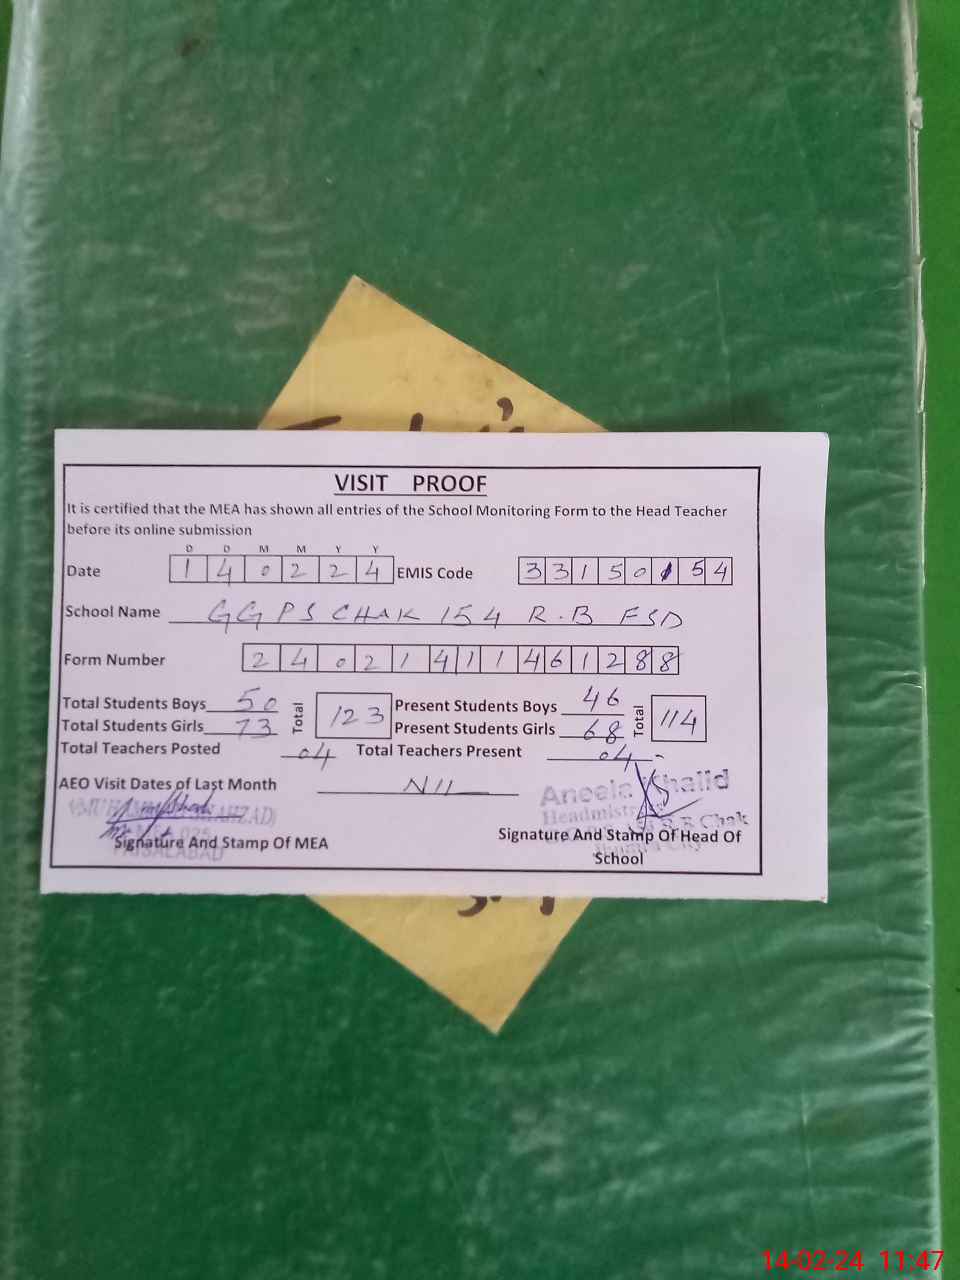 VISIT PROOF
It is certified that the MEA has shown all entries of the School Monitoring Form to the Head Teacher
before its online submission
D D M M Y Y
Date 1 4 0 2 2 4 EMIS Code 3 3 1 5 0 1 5 4
School Name GGPS CHAK 154 R.B FSD
Form Number 2 4 0 2 1 4 1 1 4 6 1 2 8 8
Total Students Boys 50 Total 123 Present Students Boys 46 Total 114
Total Students Girls 73 Present Students Girls 68
Total Teachers Posted 04 Total Teachers Present 04
AEO Visit Dates of Last Month Nil
Aneela Khalid
Headmistress
R.B Chak
Signature And Stamp Of MEA
FAISALABAD
Signature And Stamp Of Head Of
School
14-02-24 11:47